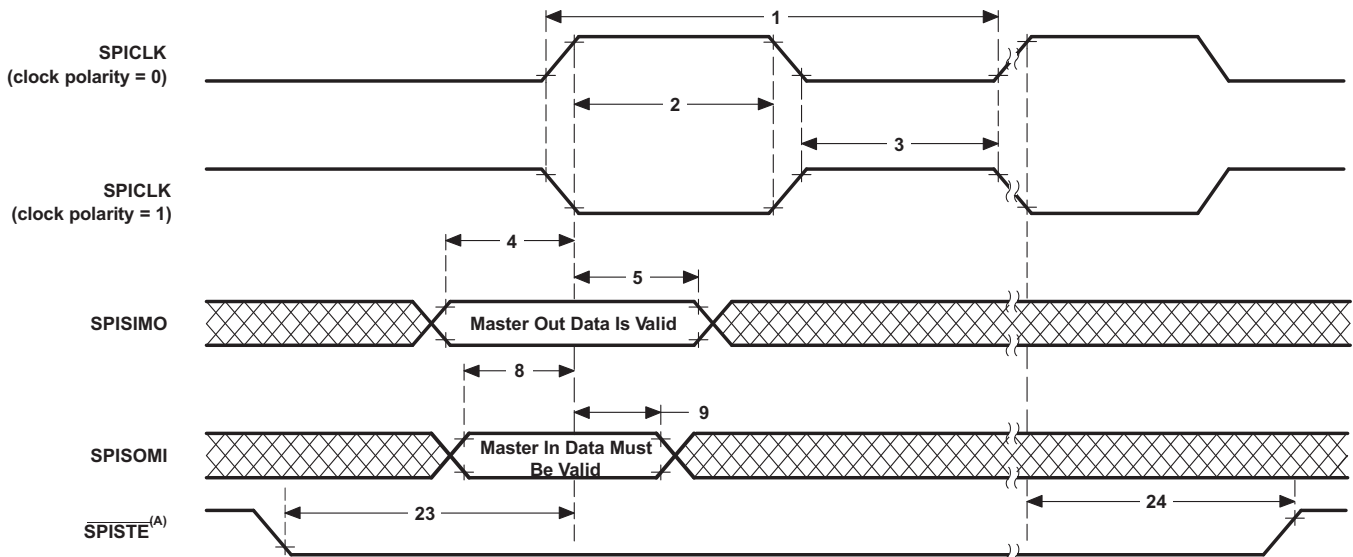 1
SPICLK
(clock polarity = 0)
2
3
SPICLK
(clock polarity = 1)
4
5
SPISIMO
Master Out Data Is Valid
8
9
SPISOMI
Master In Data Must
Be Valid
23
24
SPISTE(A)